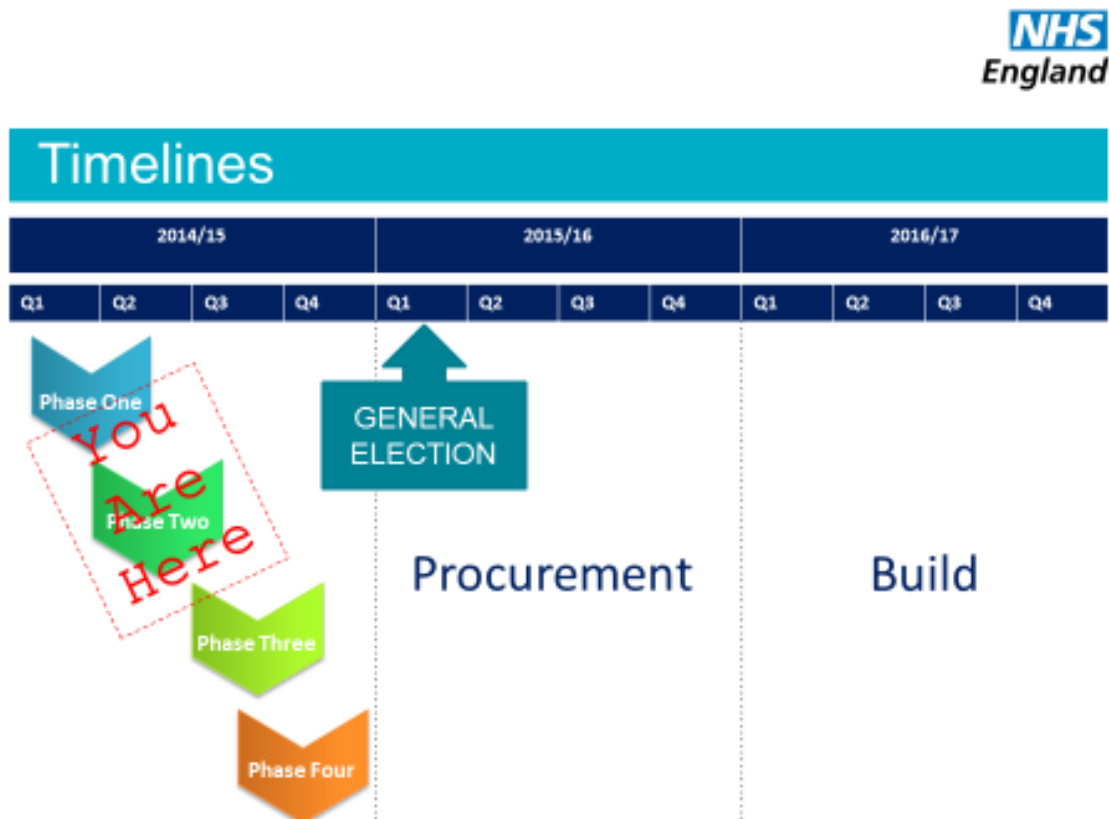 NHS
England
Timelines
2014/15 2015/16 2016/17
Q1 Q2 Q3 Q4 Q1 Q2 Q3 Q4 Q1 Q2 Q3 Q4
Phase One
You
Are
Here
GENERAL
ELECTION
Phase Two
Procurement Build
Phase Three
Phase Four